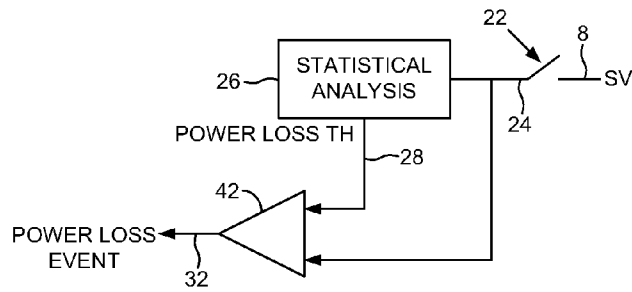 22
8
SV
24
26
STATISTICAL
ANALYSIS
POWER LOSS TH
28
42
POWER LOSS
EVENT
32